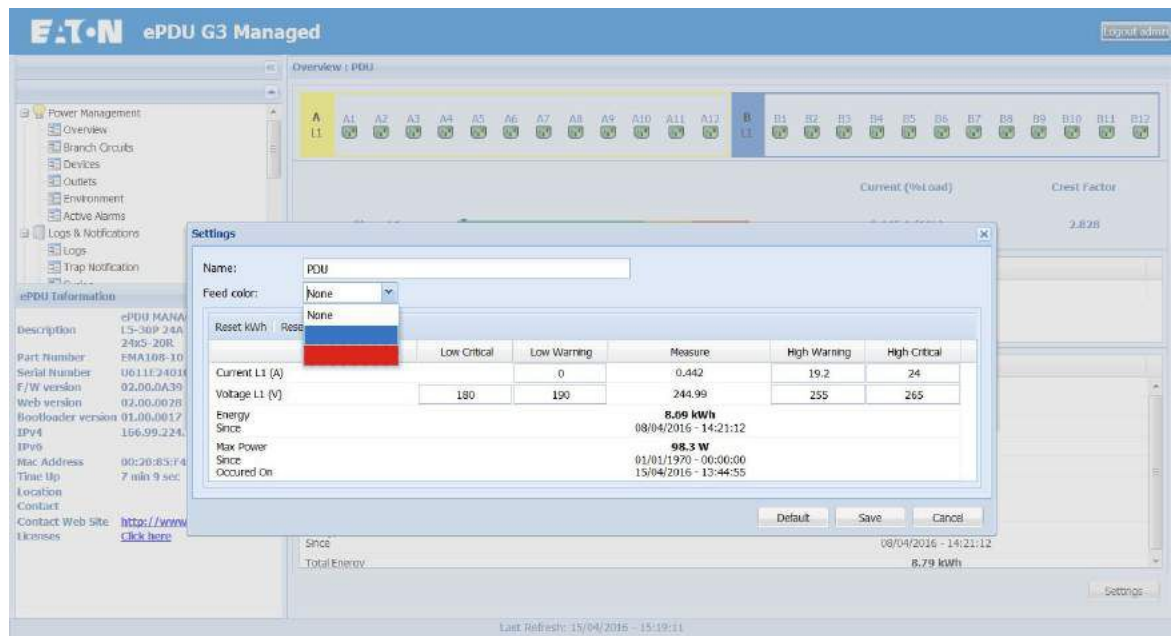 EATON ePDU G3 Managed
Logout admin
Overview : PDU
Power Management
Overview
Branch Circuits
Devices
Outlets
Environment
Active Alarms
Logs & Notifications
Logs
Trap Notification
A A1 A2 A3 A4 A5 A6 A7 A8 A9 A10 A11 A12 B B1 B2 B3 B4 B5 B6 B7 B8 B9 B10 B11 B12
L1 L1
Current (%Load) Crest Factor
2.828
ePDU Information
Description ePDU MANA
L5-30P 24A
24x5-20R
Part Number EMA108-10
Serial Number U611E2401
F/W version 02.00.0A39
Web version 02.00.0028
Bootloader version 01.00.0017
IPv4 166.99.224.
IPv6
Mac Address 00:20:85:F4
Time Up 7 min 9 sec
Location
Contact
Contact Web Site http://www
Licenses Click here
Settings
Name: PDU
Feed color: None
None
Reset kWh Rese
Low Critical Low Warning Measure High Warning High Critical
Current L1 (A) 0 0.442 19.2 24
Voltage L1 (V) 180 190 244.99 255 265
Energy 8.09 kWh
Since 08/04/2016 - 14:21:12
Max Power 98.3 W
Since 01/01/1970 - 00:00:00
Occured On 15/04/2016 - 13:44:55
Default Save Cancel
Since 08/04/2016 - 14:21:12
Total Energy 8.79 kWh
Settings
Last Refresh: 15/04/2016 - 15:19:11